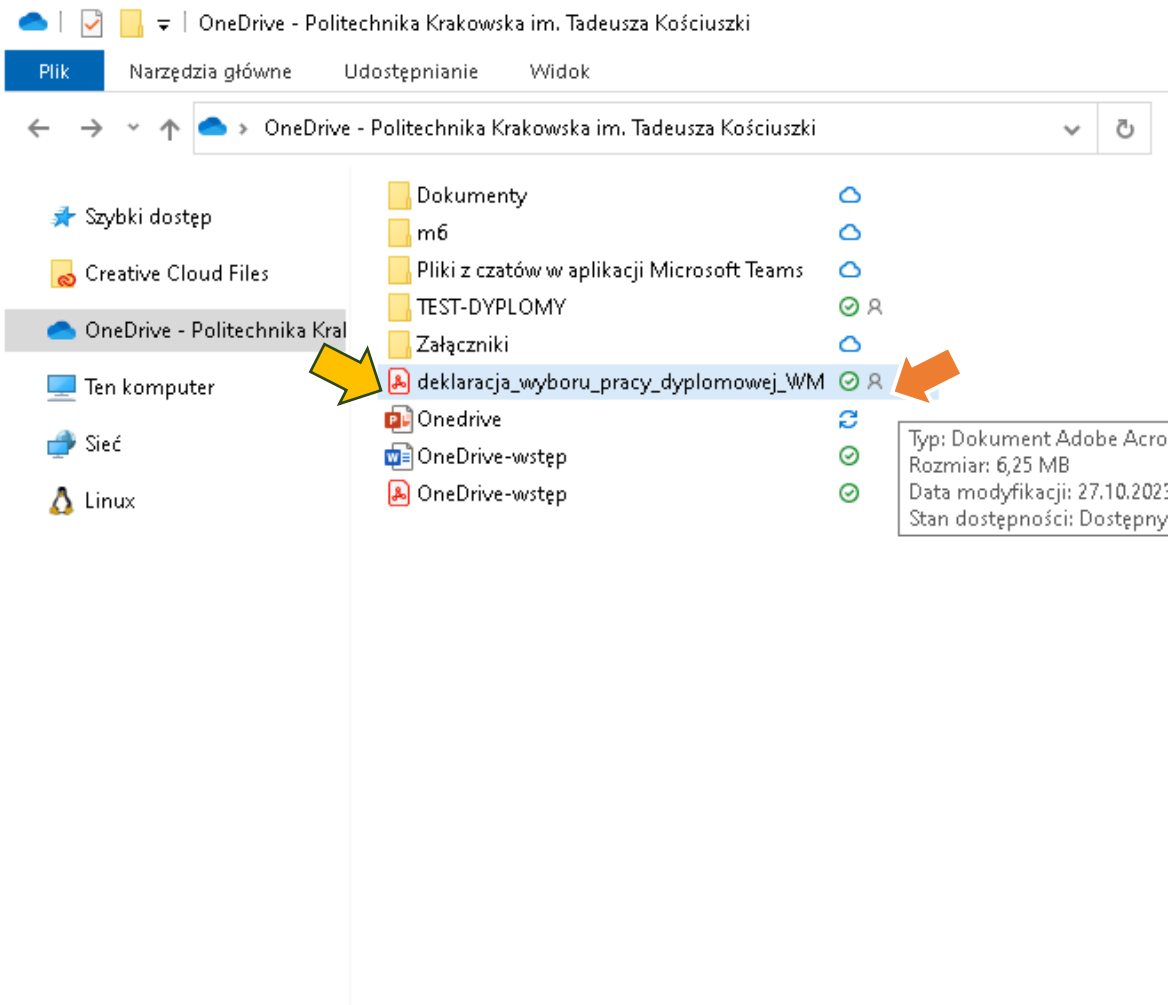 OneDrive - Politechnika Krakowska im. Tadeusza Kościuszki
Plik Narzędzia główne Udostępnianie Widok
OneDrive - Politechnika Krakowska im. Tadeusza Kościuszki
Szybki dostęp
Creative Cloud Files
OneDrive - Politechnika Kral
Ten komputer
Sieć
Linux
Dokumenty
m6
Pliki z czatów w aplikacji Microsoft Teams
TEST-DYPLOMY
Załączniki
deklaracja_wyboru_pracy_dyplomowej_WM
Onedrive
OneDrive-wstęp
OneDrive-wstęp
Typ: Dokument Adobe Acro
Rozmiar: 6,25 MB
Data modyfikacji: 27.10.2023
Stan dostępności: Dostępny